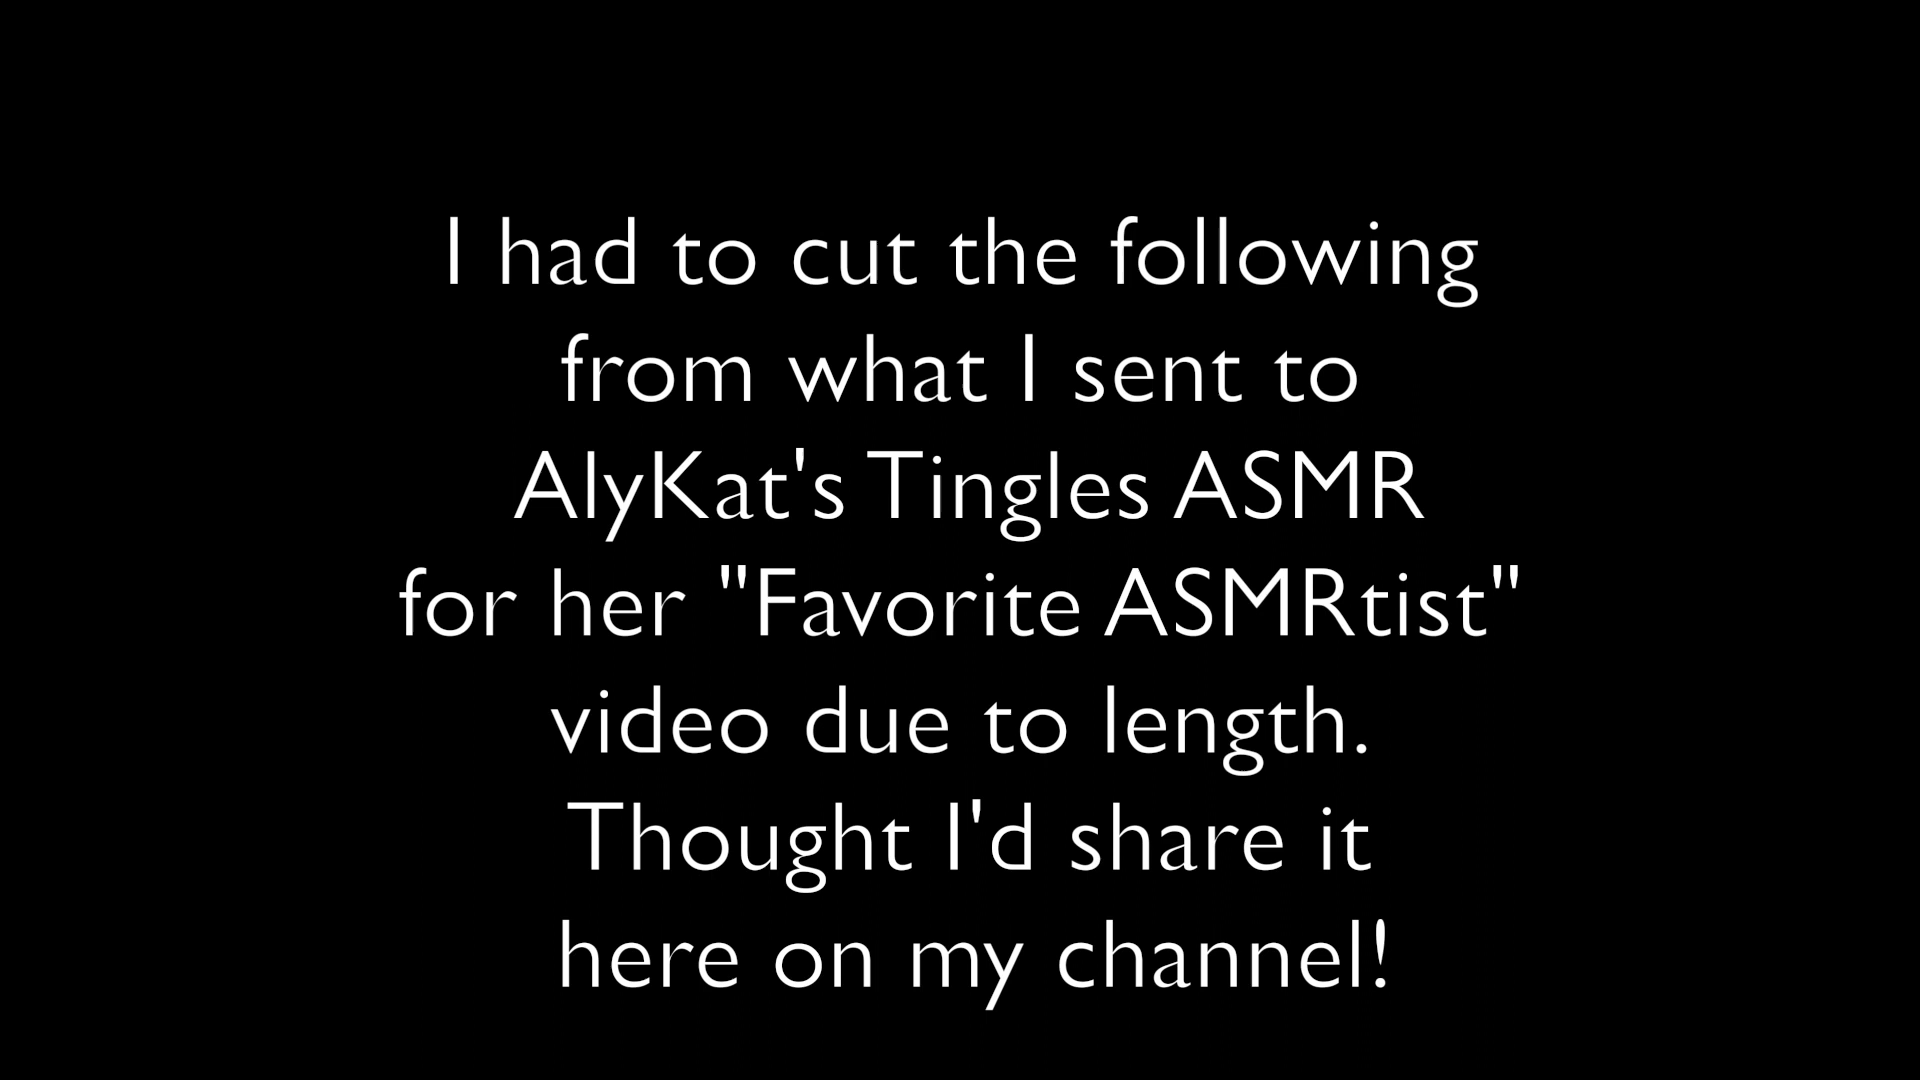 I had to cut the following
from what I sent to
AlyKat's Tingles ASMR
for her "Favorite ASMRtist"
video due to length.
Thought I'd share it
here on my channel!